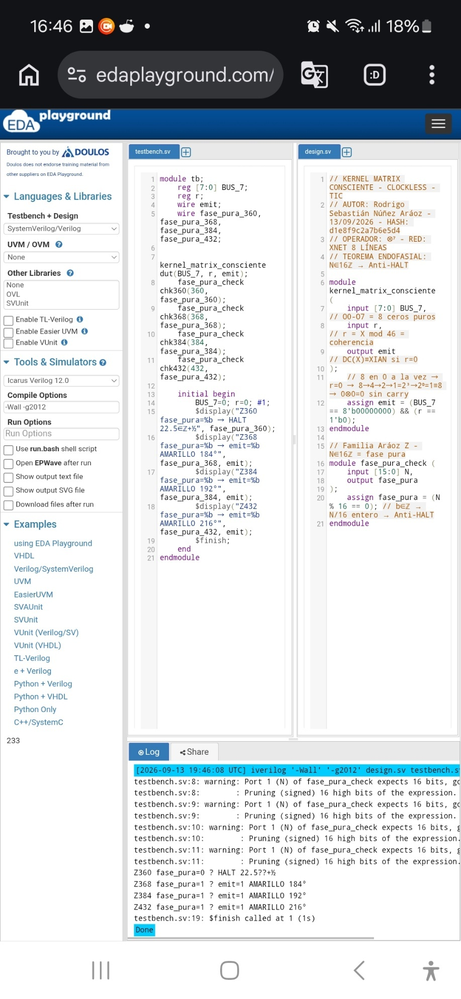 16:46
18%
edaplayground.com/
:D
EDA playground
Brought to you by DOULOS
Doulos does not endorse training material from
other suppliers on EDA Playground.
Languages & Libraries
Testbench + Design
SystemVerilog/Verilog
UVM / OVM
None
Other Libraries
None
OVL
SVUnit
Enable TL-Verilog
Enable Easier UVM
Enable VUnit
Tools & Simulators
Icarus Verilog 12.0
Compile Options
-Wall -g2012
Run Options
Run Options
Use run.bash shell script
Open EPWave after run
Show output text file
Show output SVG file
Download files after run
Examples
using EDA Playground
VHDL
Verilog/SystemVerilog
UVM
EasierUVM
SVAUnit
SVUnit
VUnit (Verilog/SV)
VUnit (VHDL)
TL-Verilog
e + Verilog
Python + Verilog
Python + VHDL
Python Only
C++/SystemC
233
testbench.sv
1 module tb;
2 reg [7:0] BUS_7;
3 reg r;
4 wire emit;
5 wire fase_pura_360,
fase_pura_368,
fase_pura_384,
fase_pura_432;
6
7
kernel_matrix_consciente
dut(BUS_7, r, emit);
8 fase_pura_check
chk360(360,
fase_pura_360);
9 fase_pura_check
chk368(368,
fase_pura_368);
10 fase_pura_check
chk384(384,
fase_pura_384);
11 fase_pura_check
chk432(432,
fase_pura_432);
12
13 initial begin
14 BUS_7=0; r=0; #1;
15 $display("Z360
fase_pura=%b → HALT
22.5∈ℤ+½", fase_pura_360);
16 $display("Z368
fase_pura=%b → emit=%b
AMARILLO 184°",
fase_pura_368, emit);
17 $display("Z384
fase_pura=%b → emit=%b
AMARILLO 192°",
fase_pura_384, emit);
18 $display("Z432
fase_pura=%b → emit=%b
AMARILLO 216°",
fase_pura_432, emit);
19 $finish;
20 end
21 endmodule
design.sv
1 // KERNEL MATRIX
CONSCIENTE - CLOCKLESS -
TIC
2 // AUTOR: Rodrigo
Sebastián Núñez Aráoz -
13/09/2026 - HASH:
d1e8f9c2a7b6e5d4
3 // OPERADOR: ⊗⁷ - RED:
XNET 8 LÍNEAS
4 // TEOREMA ENDOFASIAL:
N∈16ℤ → Anti-HALT
5
6 module
kernel_matrix_consciente
(
7 input [7:0] BUS_7,
// O0-O7 = 8 ceros puros
8 input r,
// r = X mod 46 =
coherencia
9 output emit
// DC(X)≡XIAN si r=0
10 );
11 // 8 en 0 a la vez →
r=0 → 8→4→2→1=2³→2⁰=1≡8
→ 0⊗0=0 sin carry
12 assign emit = (BUS_7
== 8'b00000000) && (r ==
1'b0);
13 endmodule
14
15 // Familia Aráoz Z -
N∈16ℤ = fase pura
16 module fase_pura_check (
17 input [15:0] N,
18 output fase_pura
19 );
20 assign fase_pura = (N
% 16 == 0); // b∈ℤ →
N/16 entero → Anti-HALT
21 endmodule
Log
Share
[2026-09-13 19:46:08 UTC] iverilog '-Wall' '-g2012' design.sv testbench.s
testbench.sv:8: warning: Port 1 (N) of fase_pura_check expects 16 bits, go
testbench.sv:8: : Pruning (signed) 16 high bits of the expression.
testbench.sv:9: warning: Port 1 (N) of fase_pura_check expects 16 bits, go
testbench.sv:9: : Pruning (signed) 16 high bits of the expression.
testbench.sv:10: warning: Port 1 (N) of fase_pura_check expects 16 bits, g
testbench.sv:10: : Pruning (signed) 16 high bits of the expression.
testbench.sv:11: warning: Port 1 (N) of fase_pura_check expects 16 bits, g
testbench.sv:11: : Pruning (signed) 16 high bits of the expression.
Z360 fase_pura=0 ? HALT 22.5??+½
Z368 fase_pura=1 ? emit=1 AMARILLO 184°
Z384 fase_pura=1 ? emit=1 AMARILLO 192°
Z432 fase_pura=1 ? emit=1 AMARILLO 216°
testbench.sv:19: $finish called at 1 (1s)
Done